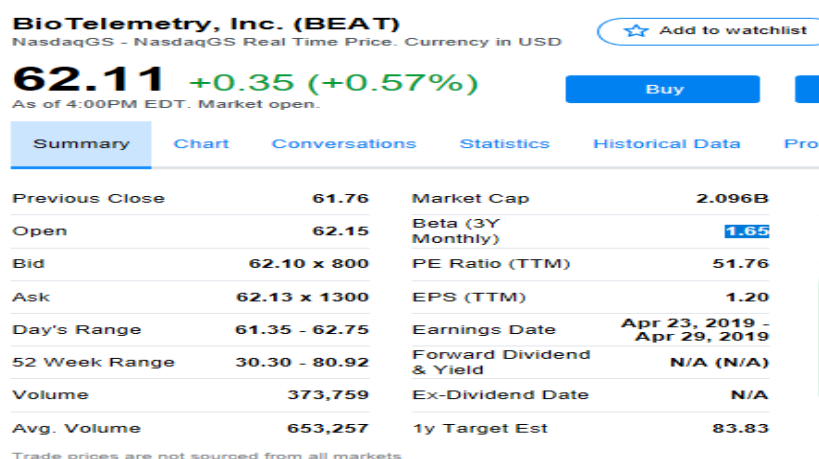 BioTelemetry, Inc. (BEAT)
NasdaqGS - NasdaqGS Real Time Price. Currency in USD
Add to watchlist
62.11 +0.35 (+0.57%)
As of 4:00PM EDT. Market open.
Buy
Summary Chart Conversations Statistics Historical Data Pro
Previous Close 61.76
Open 62.15
Bid 62.10 x 800
Ask 62.13 x 1300
Day's Range 61.35 - 62.75
52 Week Range 30.30 - 80.92
Volume 373,759
Avg. Volume 653,257
Market Cap 2.096B
Beta (3Y
Monthly) 1.65
PE Ratio (TTM) 51.76
EPS (TTM) 1.20
Earnings Date Apr 23, 2019 -
Apr 29, 2019
Forward Dividend
& Yield N/A (N/A)
Ex-Dividend Date N/A
1y Target Est 83.83
Trade prices are not sourced from all markets